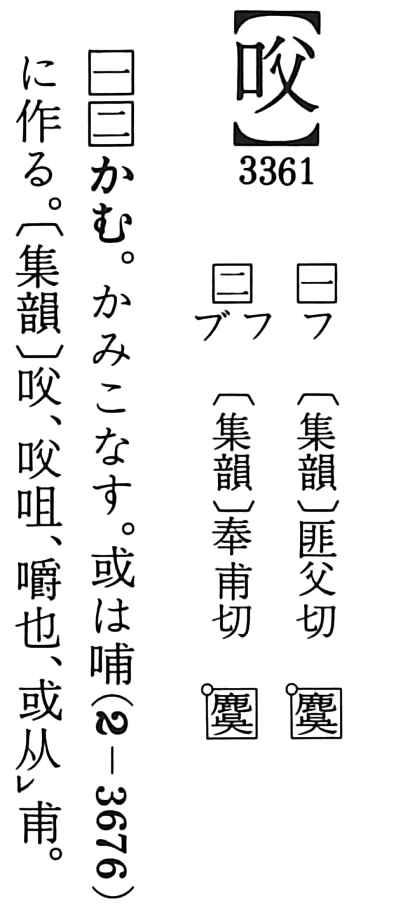 【㕮】
3361
一 フ 〔集韻〕匪父切 麌
二 フ ブ 〔集韻〕奉甫切 麌
一二かむ。かみこなす。或は哺(2―3676)
に作る。〔集韻〕㕮、㕮咀、嚼也、或从㆑甫。